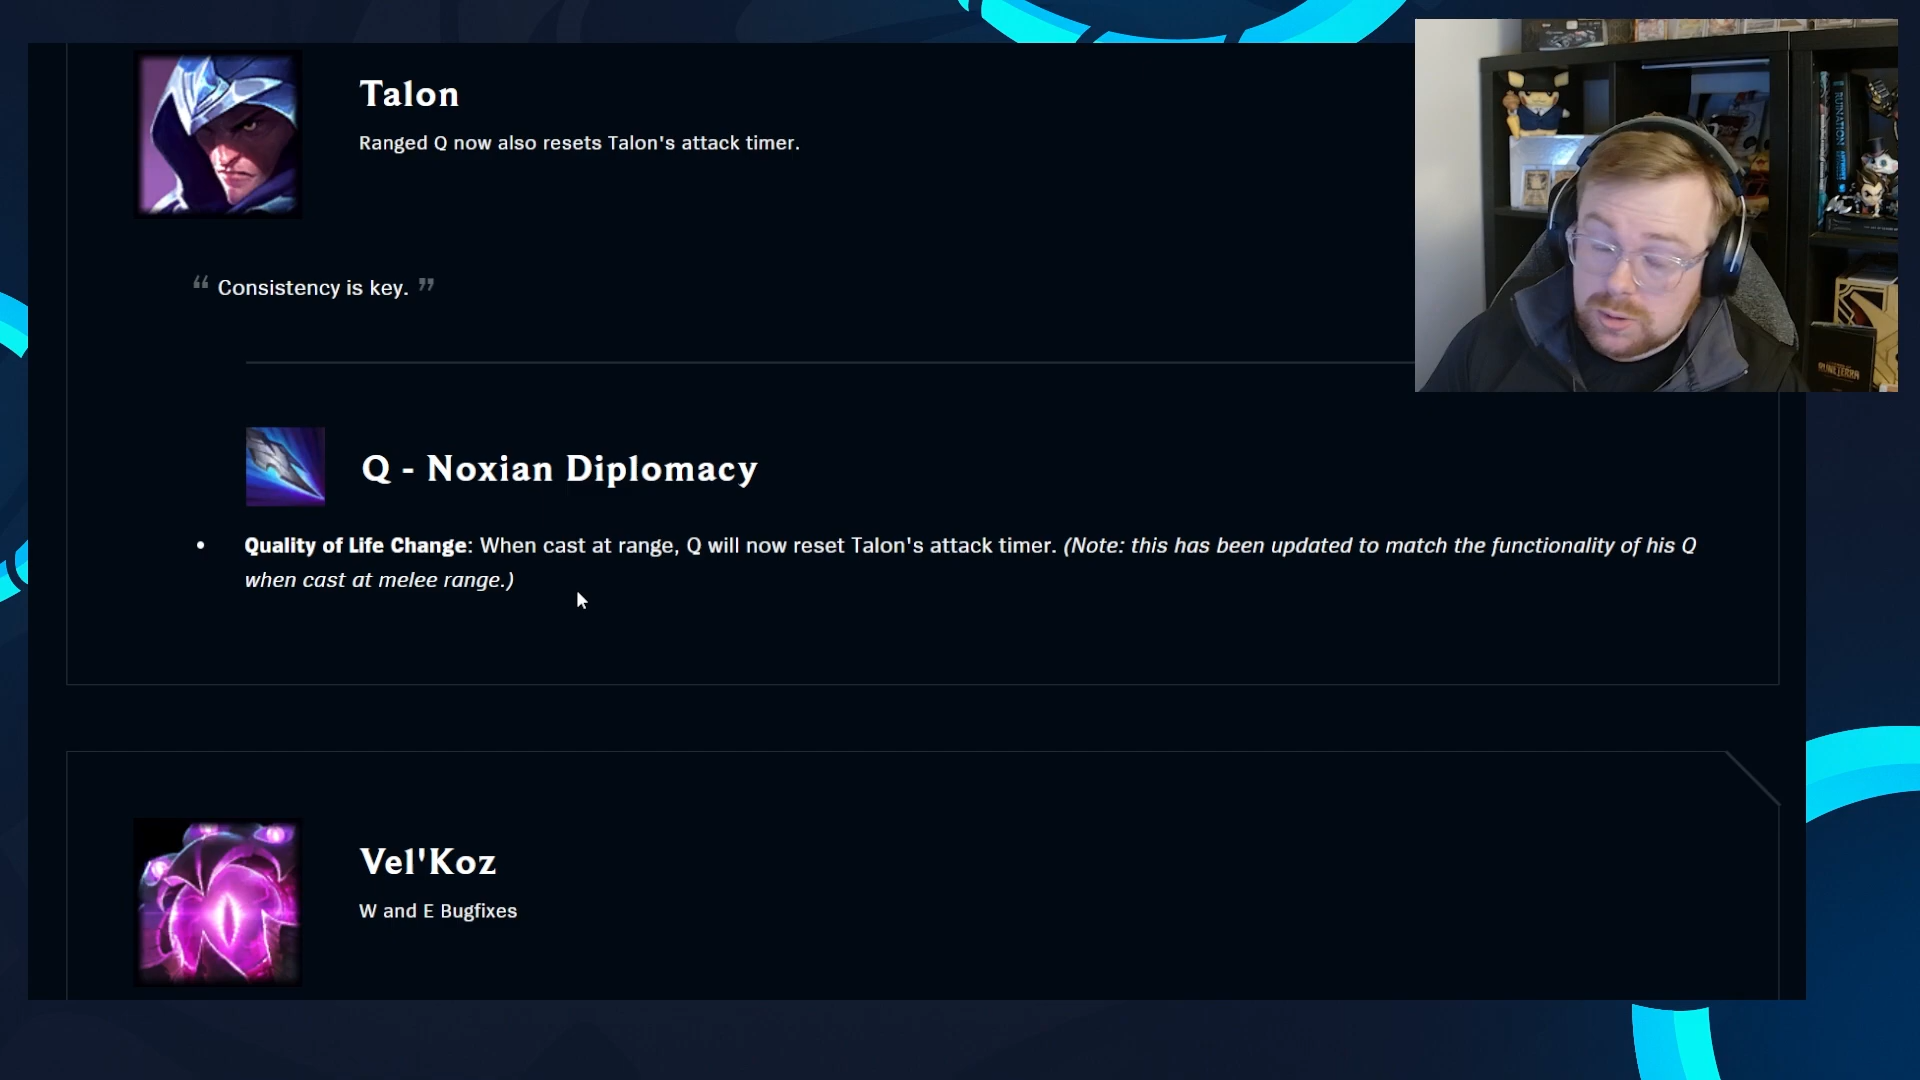 Talon
Ranged Q now also resets Talon's attack timer.
“ Consistency is key. ”
Q - Noxian Diplomacy
• Quality of Life Change: When cast at range, Q will now reset Talon's attack timer. (Note: this has been updated to match the functionality of his Q
when cast at melee range.)
Vel'Koz
W and E Bugfixes
RUINATION
RUNETERRA